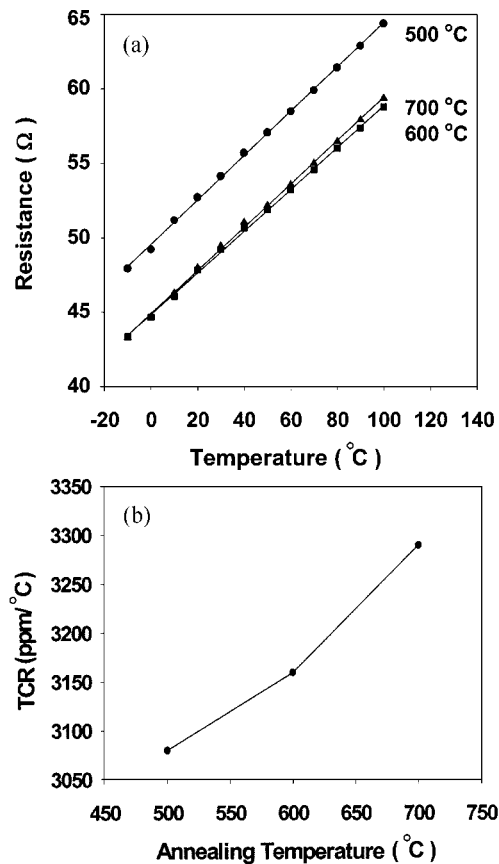 (a)
65
60
55
50
45
40
Resistance ( Ω )
500 °C
700 °C
600 °C
-20 0 20 40 60 80 100 120 140
Temperature ( °C )
(b)
3350
3300
3250
3200
3150
3100
3050
TCR (ppm/°C)
450 500 550 600 650 700 750
Annealing Temperature ( °C )